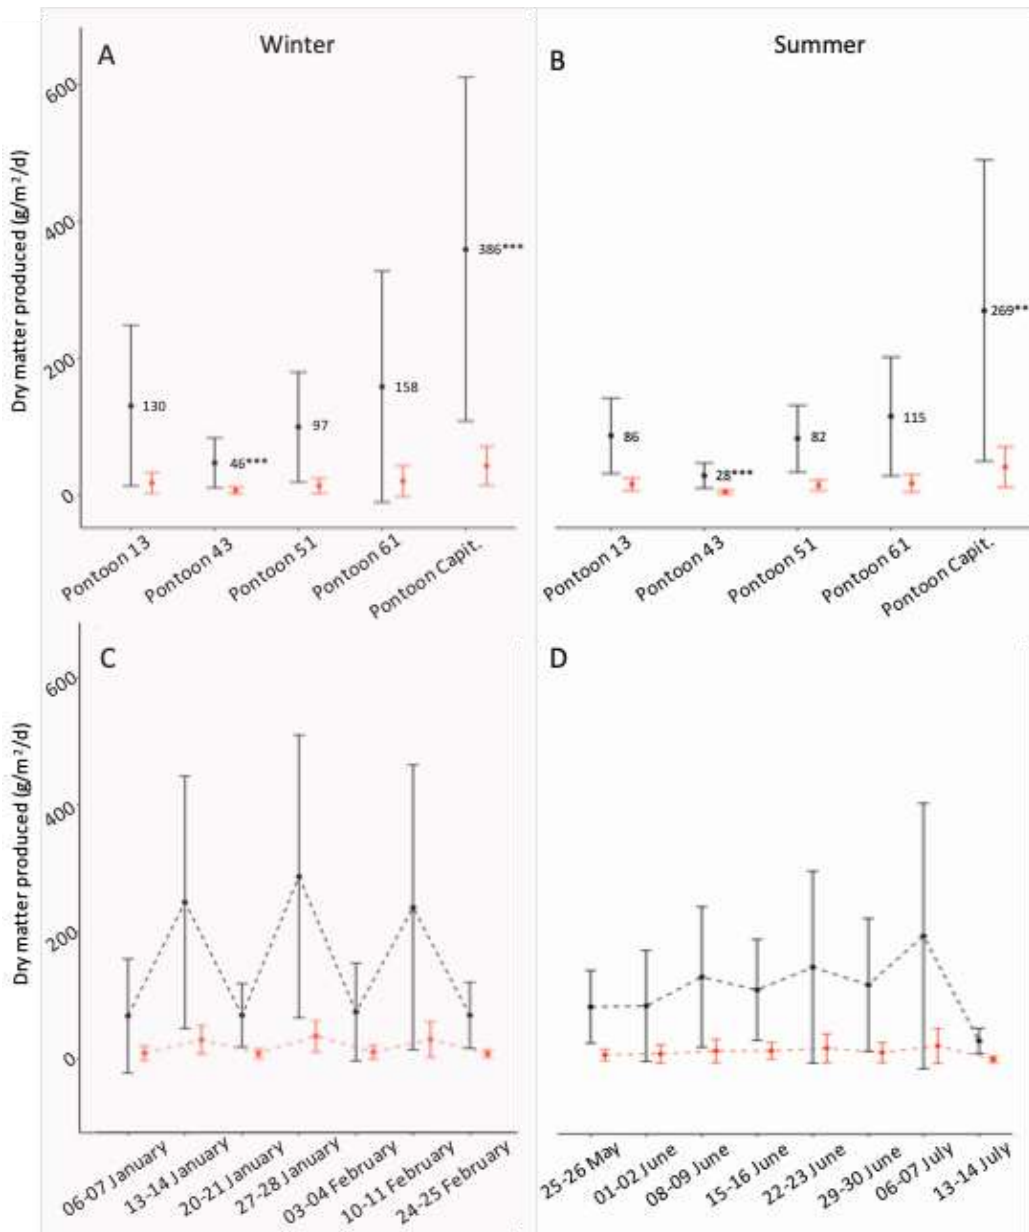 A
Winter
B
Summer
Dry matter produced (g/m²/d)
600
400
200
0
130
46***
97
158
386***
86
28***
82
115
269**
Pontoon 13
Pontoon 43
Pontoon 51
Pontoon 61
Pontoon Capit.
Pontoon 13
Pontoon 43
Pontoon 51
Pontoon 61
Pontoon Capit.
C
D
Dry matter produced (g/m²/d)
600
400
200
0
06-07 January
13-14 January
20-21 January
27-28 January
03-04 February
10-11 February
24-25 February
25-26 May
01-02 June
08-09 June
15-16 June
22-23 June
29-30 June
06-07 July
13-14 July